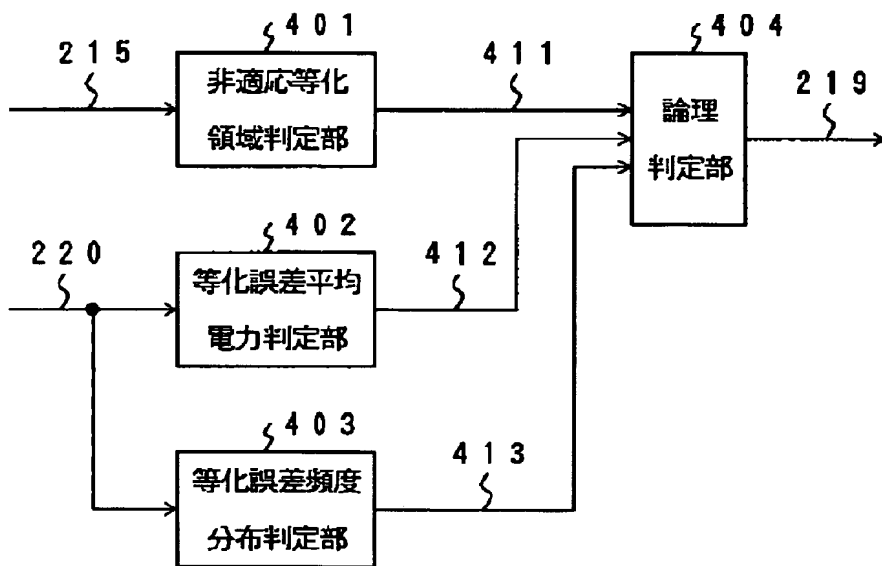 401
215
非適応等化
領域判定部
411
404
論理
判定部
219
402
220
等化誤差平均
電力判定部
412
403
等化誤差頻度
分布判定部
413